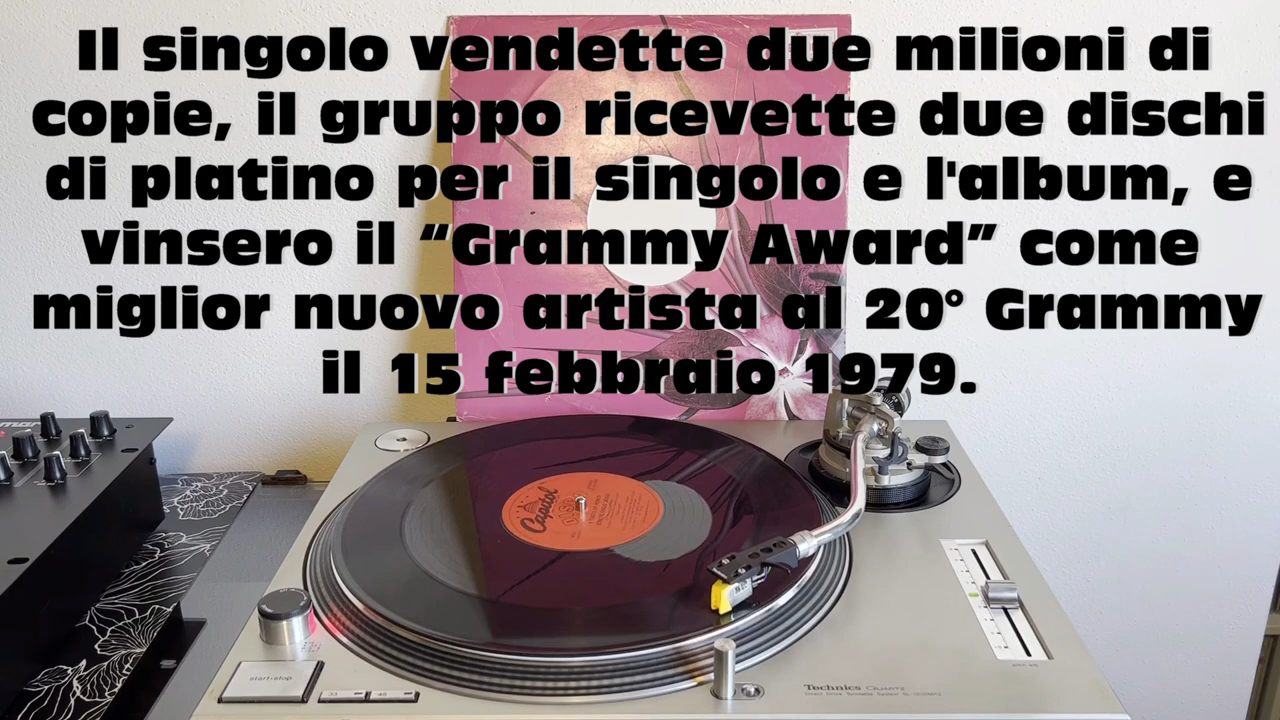 Il singolo vendette due milioni di
copie, il gruppo ricevette due dischi
di platino per il singolo e l'album, e
vinsero il “Grammy Award” come
miglior nuovo artista al 20° Grammy
il 15 febbraio 1979.
Capitol
start•stop
33
45
Technics QUARTZ